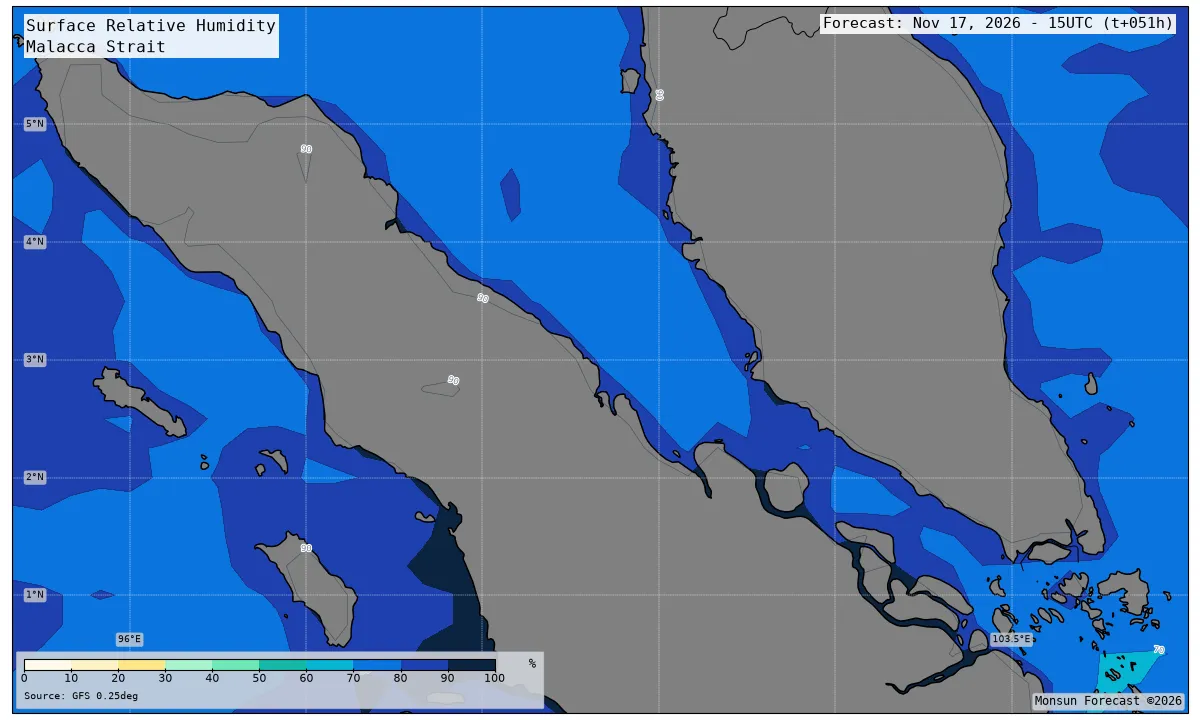 Surface Relative Humidity
Malacca Strait
Forecast: Nov 17, 2026 - 15UTC (t+051h)
90
5°N
90
4°N
90
3°N
90
2°N
90
1°N
96°E
103.5°E
70
%
0 10 20 30 40 50 60 70 80 90 100
Source: GFS 0.25deg
Monsun Forecast ©2026